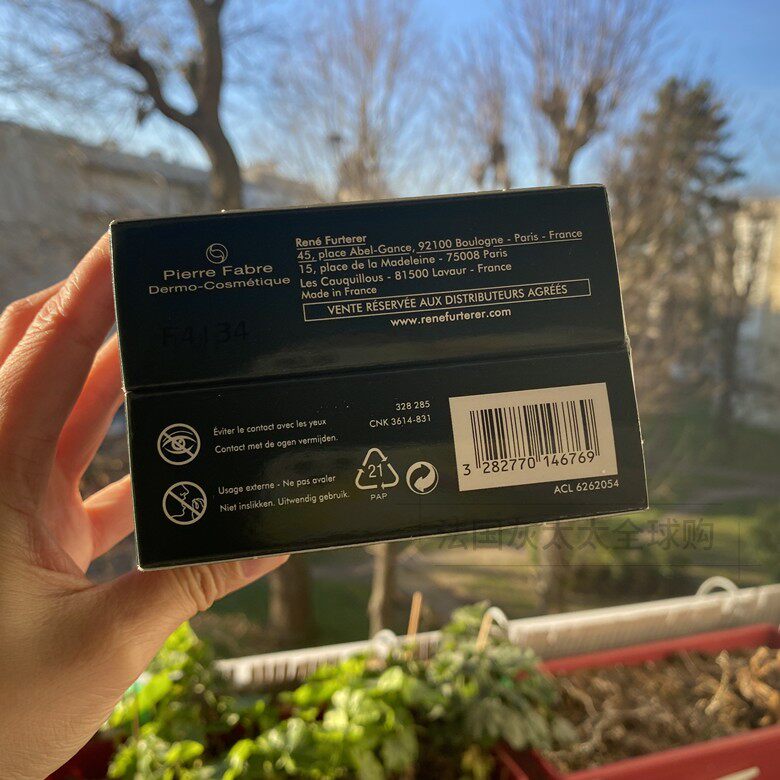 Pierre Fabre
Dermo-Cosmétique
René Furterer
45, place Abel-Gance, 92100 Boulogne - Paris - France
15, place de la Madeleine - 75008 Paris
Les Cauquillous - 81500 Lavaur - France
Made in France
VENTE RÉSERVÉE AUX DISTRIBUTEURS AGRÉÉS
www.renefurterer.com
F4134
Éviter le contact avec les yeux
Contact met de ogen vermijden.
Usage externe - Ne pas avaler
Niet inslikken. Uitwendig gebruik.
21
PAP
328 285
CNK 3614-831
3 282770 146769
ACL 6262054
法国灰太太全球购